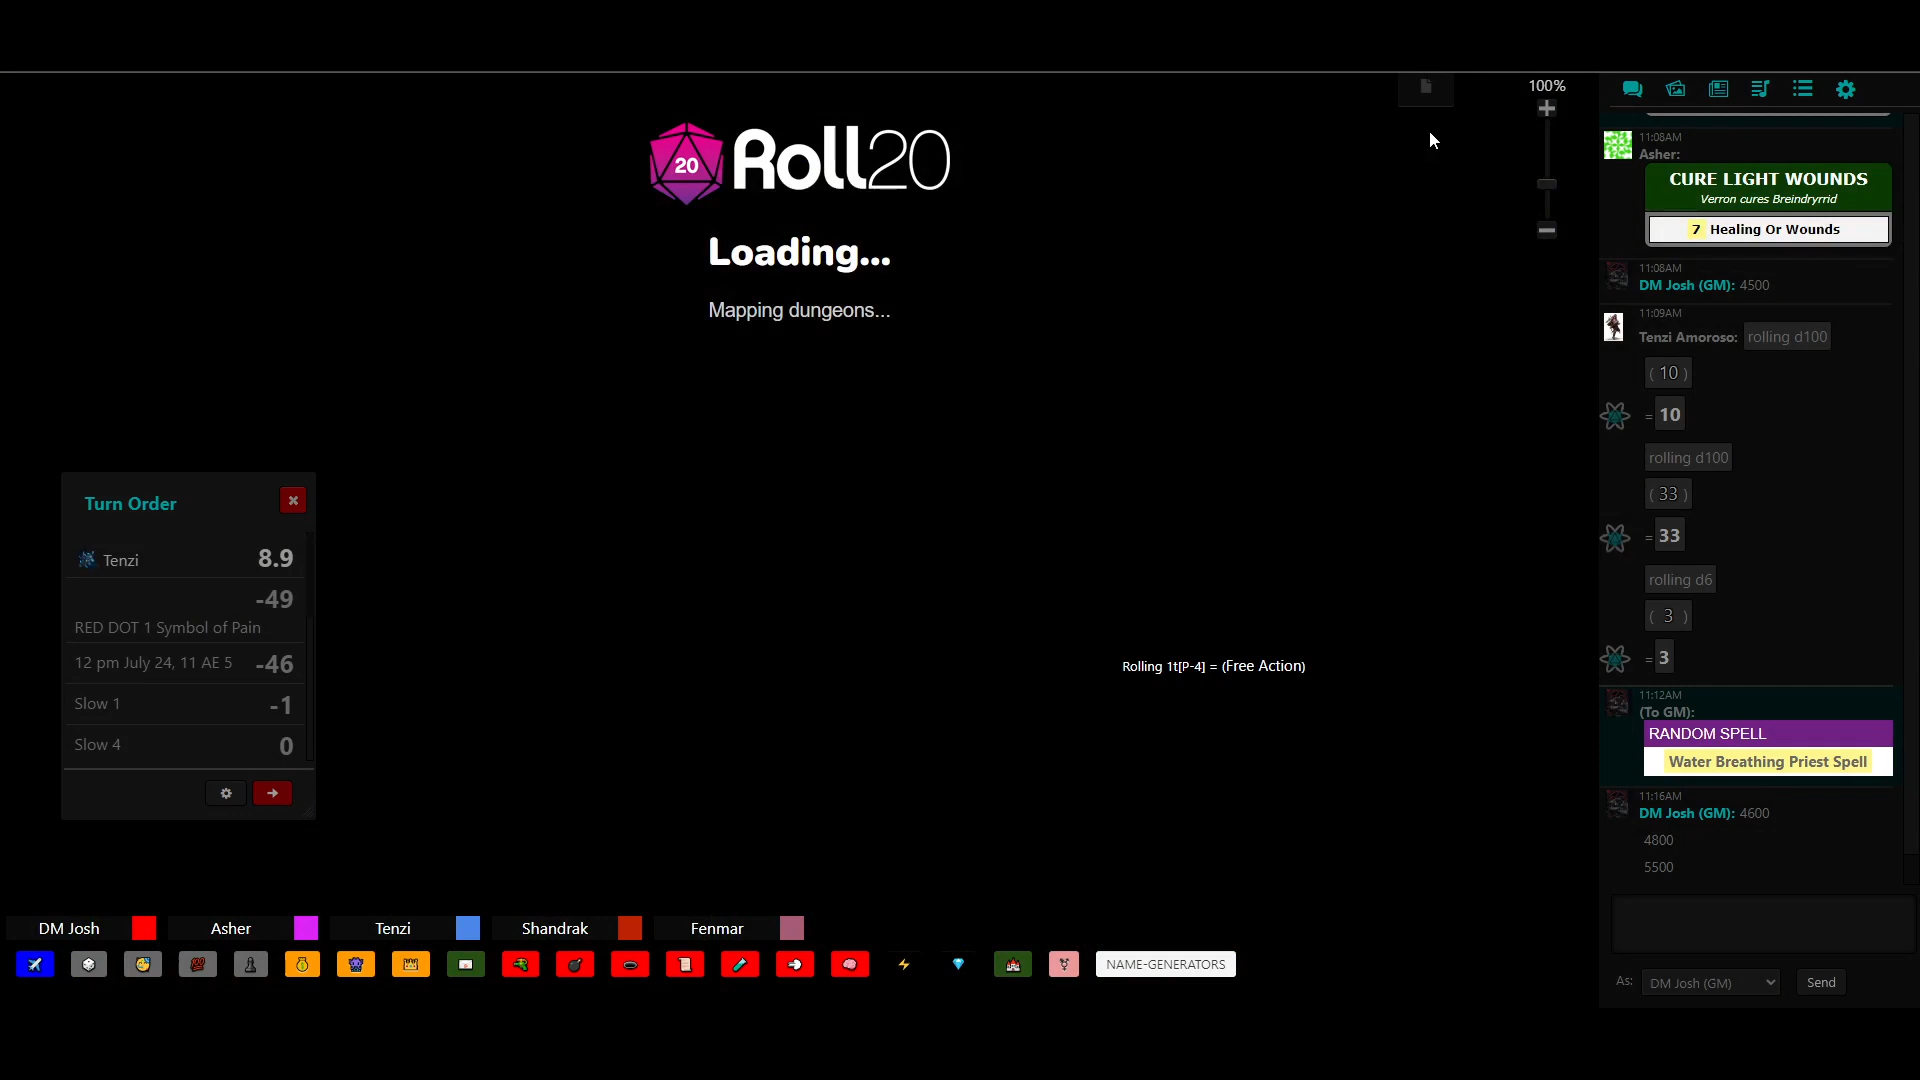 100%
20 Roll20
Loading...
Mapping dungeons...
Turn Order
Tenzi 8.9
-49
RED DOT 1 Symbol of Pain
12 pm July 24, 11 AE 5 -46
Slow 1 -1
Slow 4 0
Rolling 1t[P-4] = (Free Action)
DM Josh Asher Tenzi Shandrak Fenmar
NAME-GENERATORS
11:08AM
Asher:
CURE LIGHT WOUNDS
Verron cures Breindryrrid
7 Healing Or Wounds
11:08AM
DM Josh (GM): 4500
11:09AM
Tenzi Amoroso: rolling d100
( 10 )
= 10
rolling d100
( 33 )
= 33
rolling d6
( 3 )
= 3
11:12AM
(To GM):
RANDOM SPELL
Water Breathing Priest Spell
11:16AM
DM Josh (GM): 4600
4800
5500
As: DM Josh (GM) Send